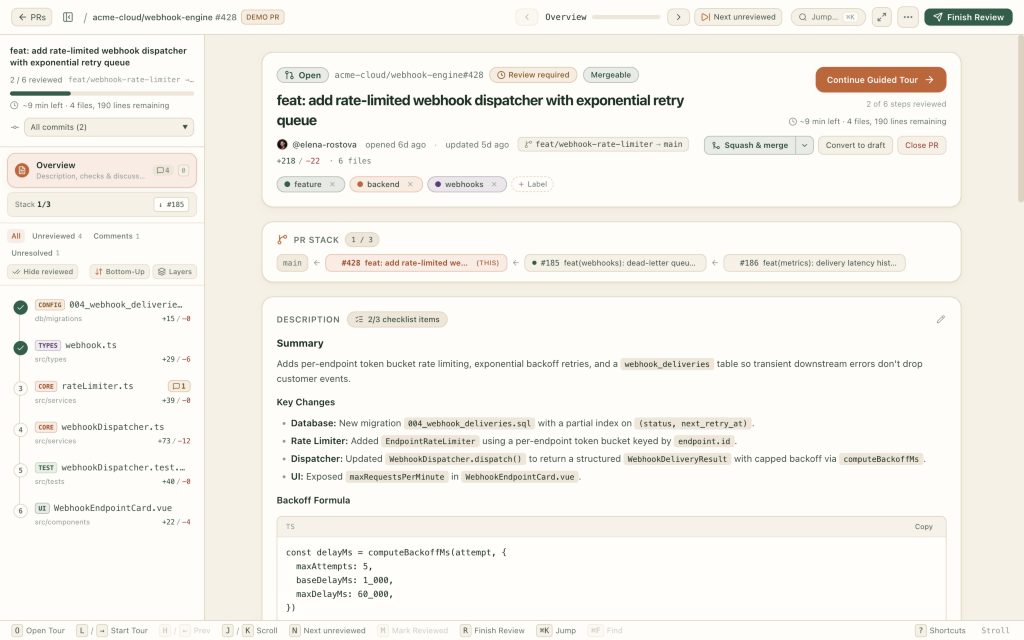 ← PRs / acme-cloud/webhook-engine #428 DEMO PR
Overview
Next unreviewed
Jump... ⌘K
Finish Review
feat: add rate-limited webhook dispatcher
with exponential retry queue
2 / 6 reviewed feat/webhook-rate-limiter →…
~9 min left · 4 files, 190 lines remaining
All commits (2) ▼
Overview
Description, checks & discuss… 4 0
Stack 1/3 ↓ #185
All Unreviewed 4 Comments 1
Unresolved 1
Hide reviewed Bottom-Up Layers
CONFIG 004_webhook_deliverie…
db/migrations +15 / −0
TYPES webhook.ts
src/types +29 / −6
3 CORE rateLimiter.ts 1
src/services +39 / −0
4 CORE webhookDispatcher.ts
src/services +73 / −12
5 TEST webhookDispatcher.test.…
src/tests +40 / −0
6 UI WebhookEndpointCard.vue
src/components +22 / −4
Open acme-cloud/webhook-engine#428 Review required Mergeable
Continue Guided Tour →
feat: add rate-limited webhook dispatcher with exponential retry
queue
2 of 6 steps reviewed
~9 min left · 4 files, 190 lines remaining
@elena-rostova opened 6d ago · updated 5d ago feat/webhook-rate-limiter → main
Squash & merge Convert to draft Close PR
+218 / −22 · 6 files
feature × backend × webhooks × + Label
PR STACK 1 / 3
main ← #428 feat: add rate-limited we… (THIS) ← #185 feat(webhooks): dead-letter queu… ← #186 feat(metrics): delivery latency hist…
DESCRIPTION 2/3 checklist items
Summary
Adds per-endpoint token bucket rate limiting, exponential backoff retries, and a webhook_deliveries table so transient downstream errors don't drop
customer events.
Key Changes
• Database: New migration 004_webhook_deliveries.sql with a partial index on (status, next_retry_at).
• Rate Limiter: Added EndpointRateLimiter using a per-endpoint token bucket keyed by endpoint.id.
• Dispatcher: Updated WebhookDispatcher.dispatch() to return a structured WebhookDeliveryResult with capped backoff via computeBackoffMs.
• UI: Exposed maxRequestsPerMinute in WebhookEndpointCard.vue.
Backoff Formula
TS Copy
const delayMs = computeBackoffMs(attempt, {
maxAttempts: 5,
baseDelayMs: 1_000,
maxDelayMs: 60_000,
})
O Open Tour L / → Start Tour H / ← Prev J / K Scroll N Next unreviewed M Mark Reviewed R Finish Review ⌘K Jump ⌘F Find
? Shortcuts Scroll